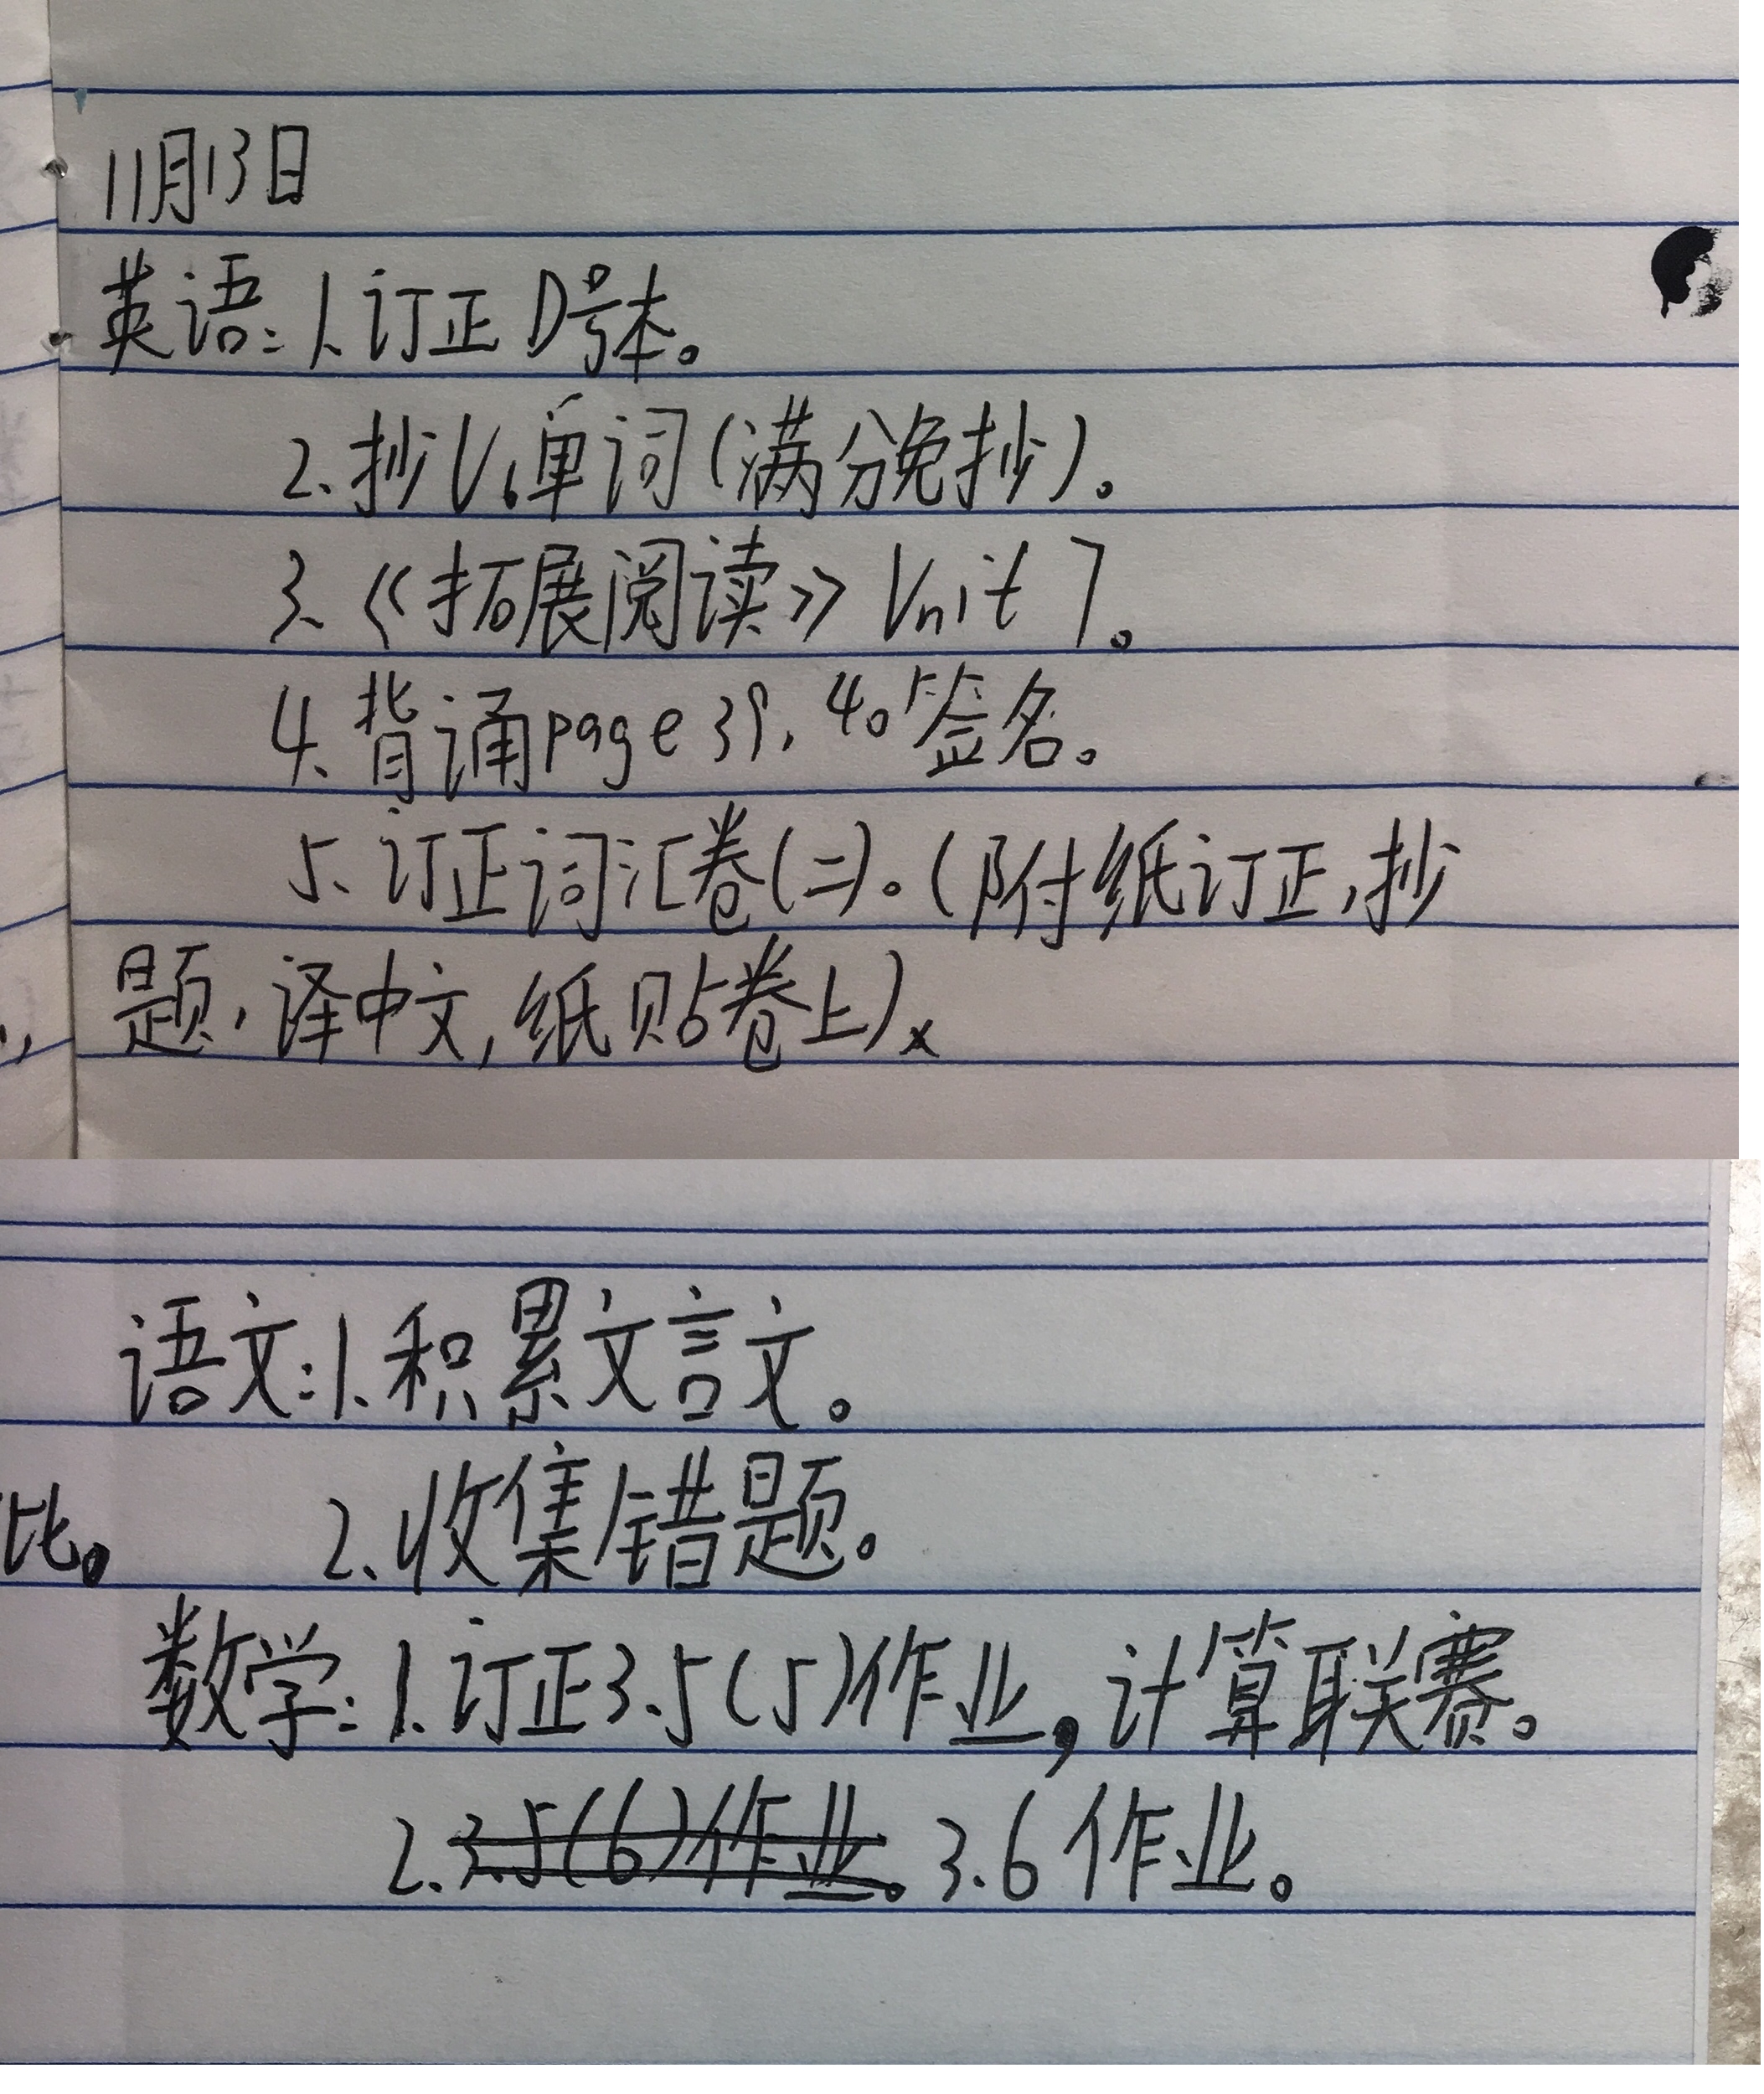 11月13日
英语:1.订正D号本。
2.抄U6单词(满分免抄)。
3.《拓展阅读》Unit 7。
4.背诵page 39、40签名。
5.订正词汇卷(二)。(附纸订正,抄
题,译中文,纸贴卷上)
语文:1.积累文言文。
比。 2.收集错题。
数学:1.订正3.5(5)作业,计算联赛。
2.3.5(6)作业。3.6作业。